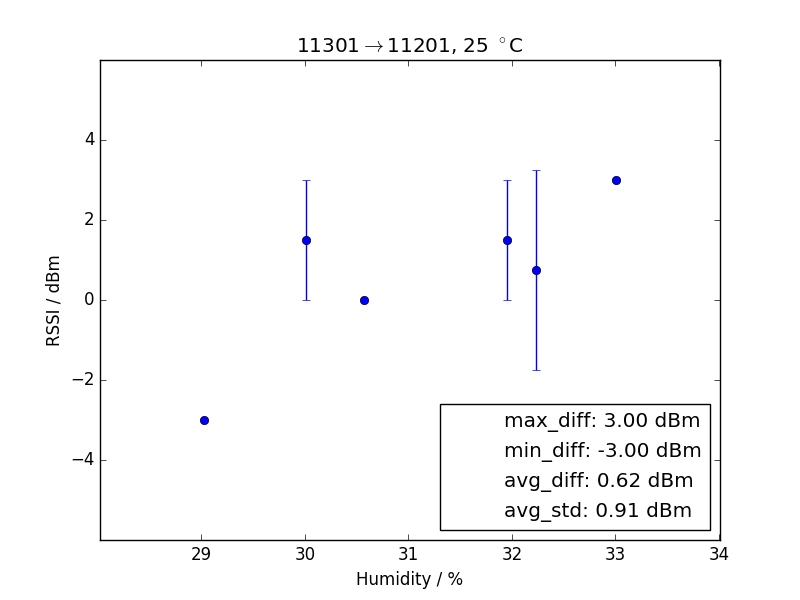 11301→11201, 25 °C
4
2
0
−2
−4
RSSI / dBm
max_diff: 3.00 dBm
min_diff: -3.00 dBm
avg_diff: 0.62 dBm
avg_std: 0.91 dBm
29 30 31 32 33 34
Humidity / %